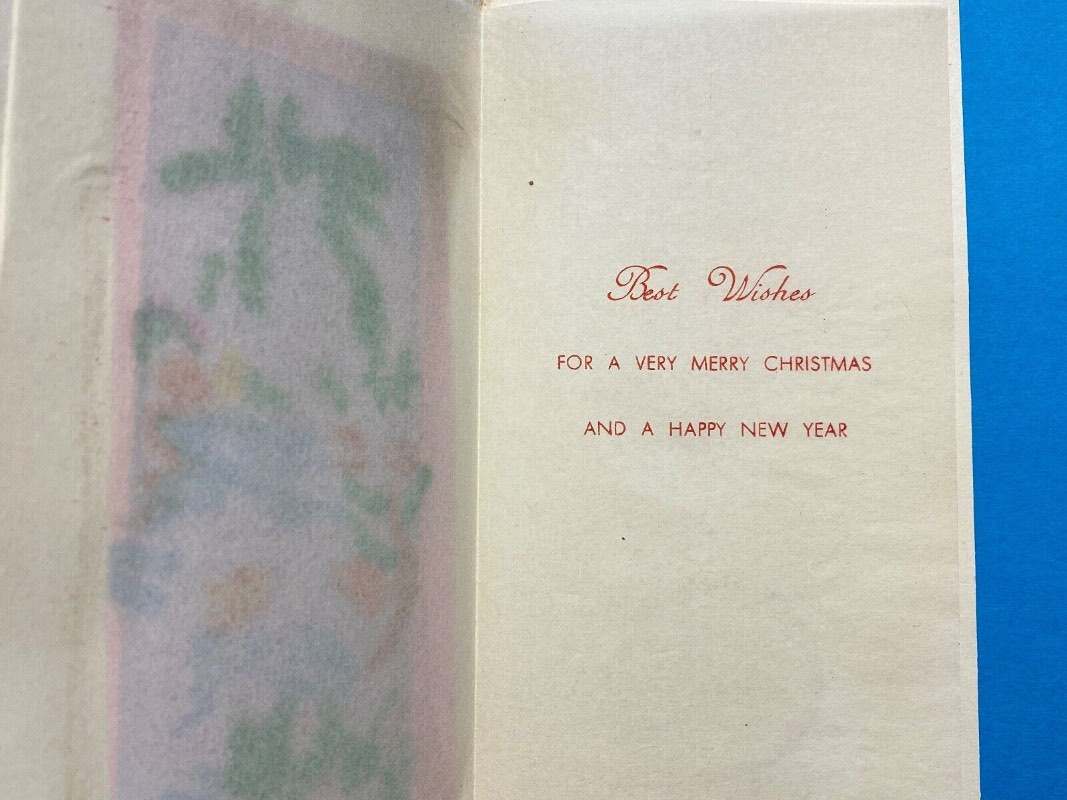 Best Wishes
FOR A VERY MERRY CHRISTMAS
AND A HAPPY NEW YEAR